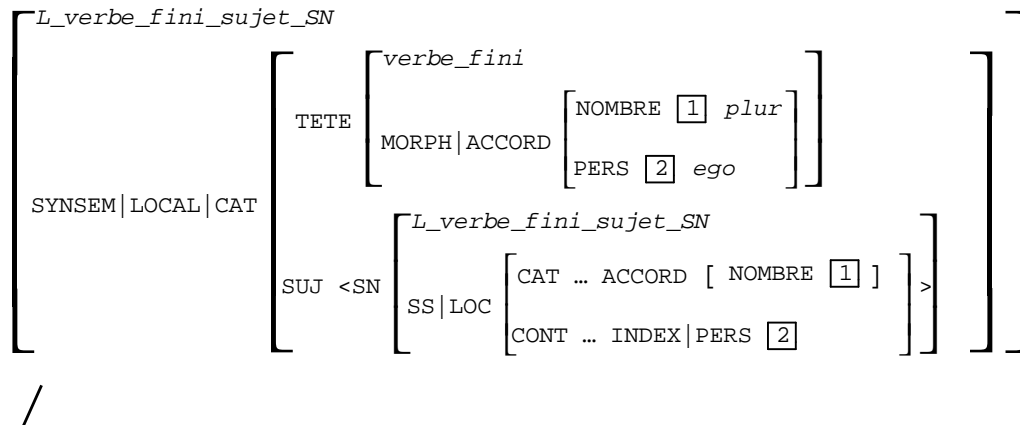 L_verbe_fini_sujet_SN
verbe_fini
NOMBRE 1 plur
TETE
MORPH|ACCORD
PERS 2 ego
SYNSEM|LOCAL|CAT
L_verbe_fini_sujet_SN
CAT … ACCORD [ NOMBRE 1 ]
SUJ <SN
SS|LOC
>
CONT … INDEX|PERS 2
/